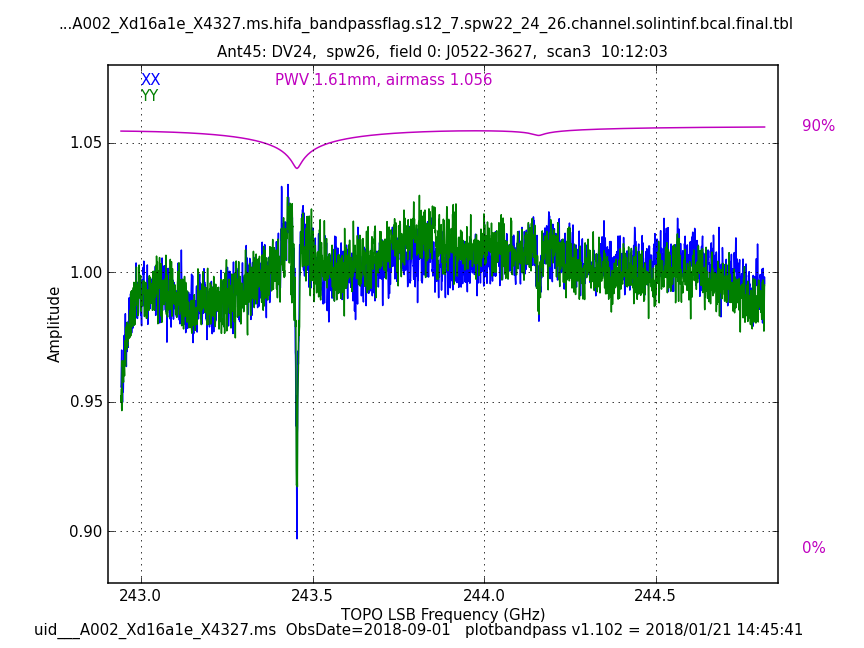 ...A002_Xd16a1e_X4327.ms.hifa_bandpassflag.s12_7.spw22_24_26.channel.solintinf.bcal.final.tbl
Ant45: DV24, spw26, field 0: J0522-3627, scan3 10:12:03
XX
YY
PWV 1.61mm, airmass 1.056
90%
0%
1.05
1.00
0.95
0.90
Amplitude
243.0 243.5 244.0 244.5
TOPO LSB Frequency (GHz)
uid___A002_Xd16a1e_X4327.ms ObsDate=2018-09-01 plotbandpass v1.102 = 2018/01/21 14:45:41